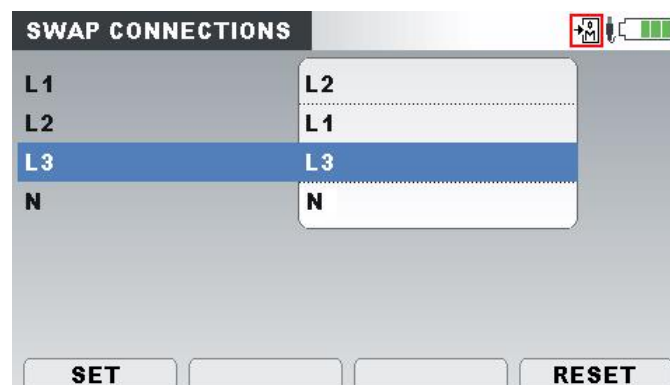 SWAP CONNECTIONS
L1 L2
L2 L1
L3 L3
N N
SET RESET